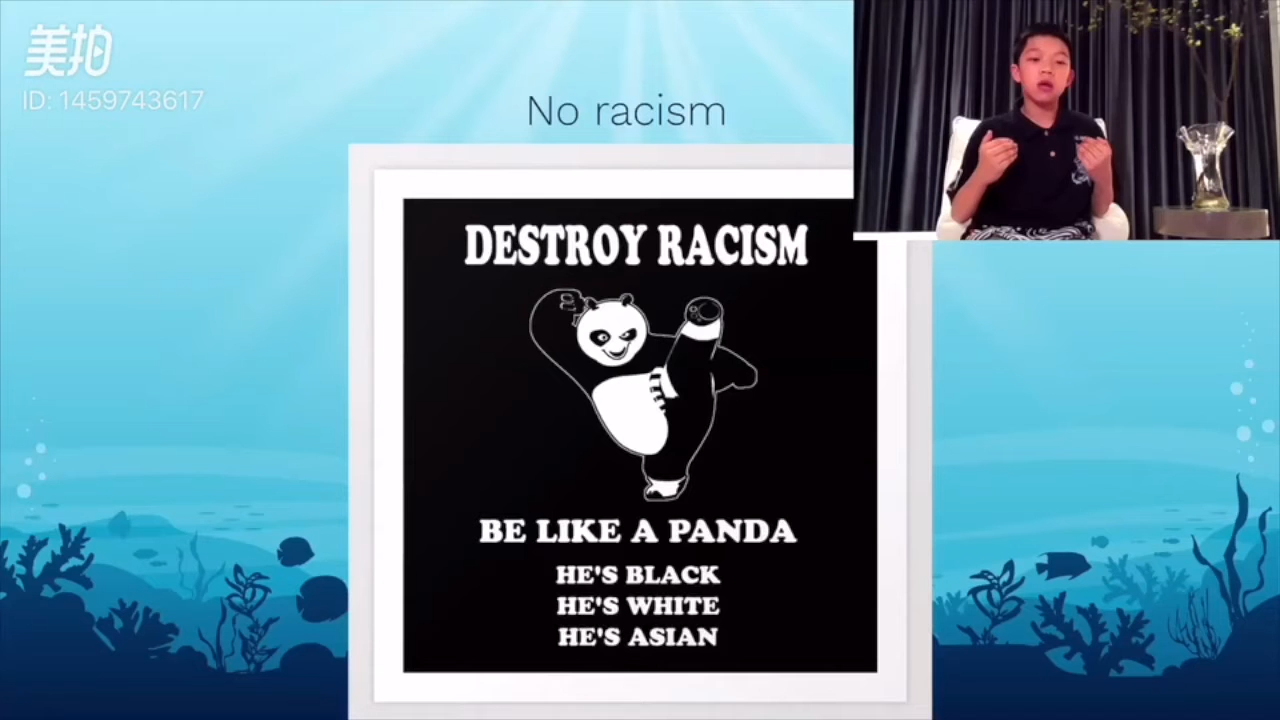 美拍
ID: 1459743617
No racism
DESTROY RACISM
BE LIKE A PANDA
HE'S BLACK
HE'S WHITE
HE'S ASIAN